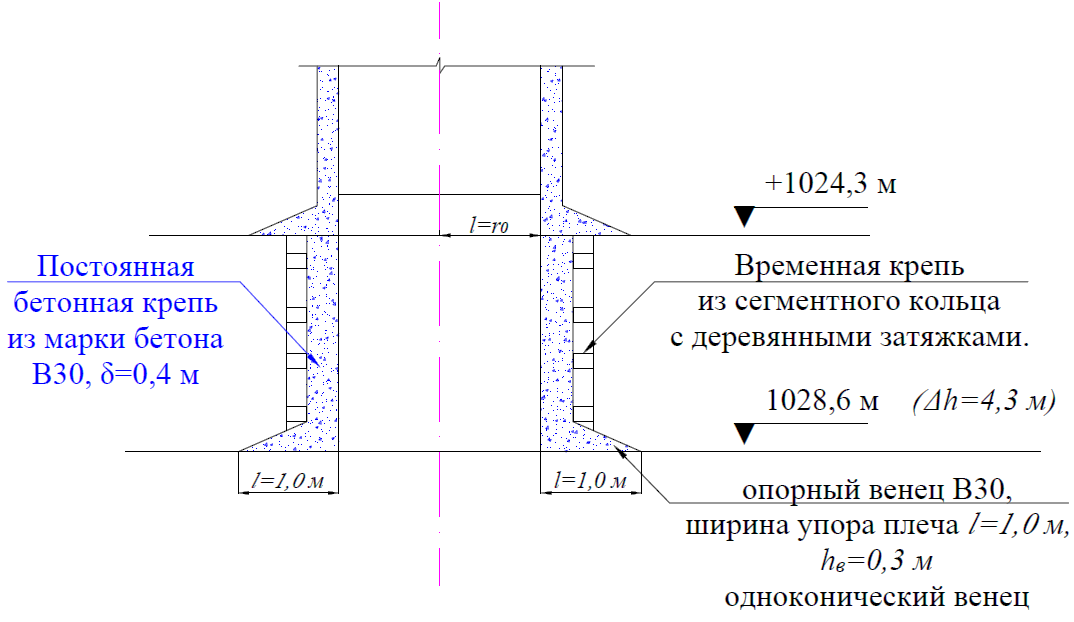 +1024,3 м
l=r₀
Постоянная
бетонная крепь
из марки бетона
B30, δ=0,4 м
Временная крепь
из сегментного кольца
с деревянными затяжками.
1028,6 м (Δh=4,3 м)
l=1,0 м
l=1,0 м
опорный венец B30,
ширина упора плеча l=1,0 м,
hв=0,3 м
одноконический венец